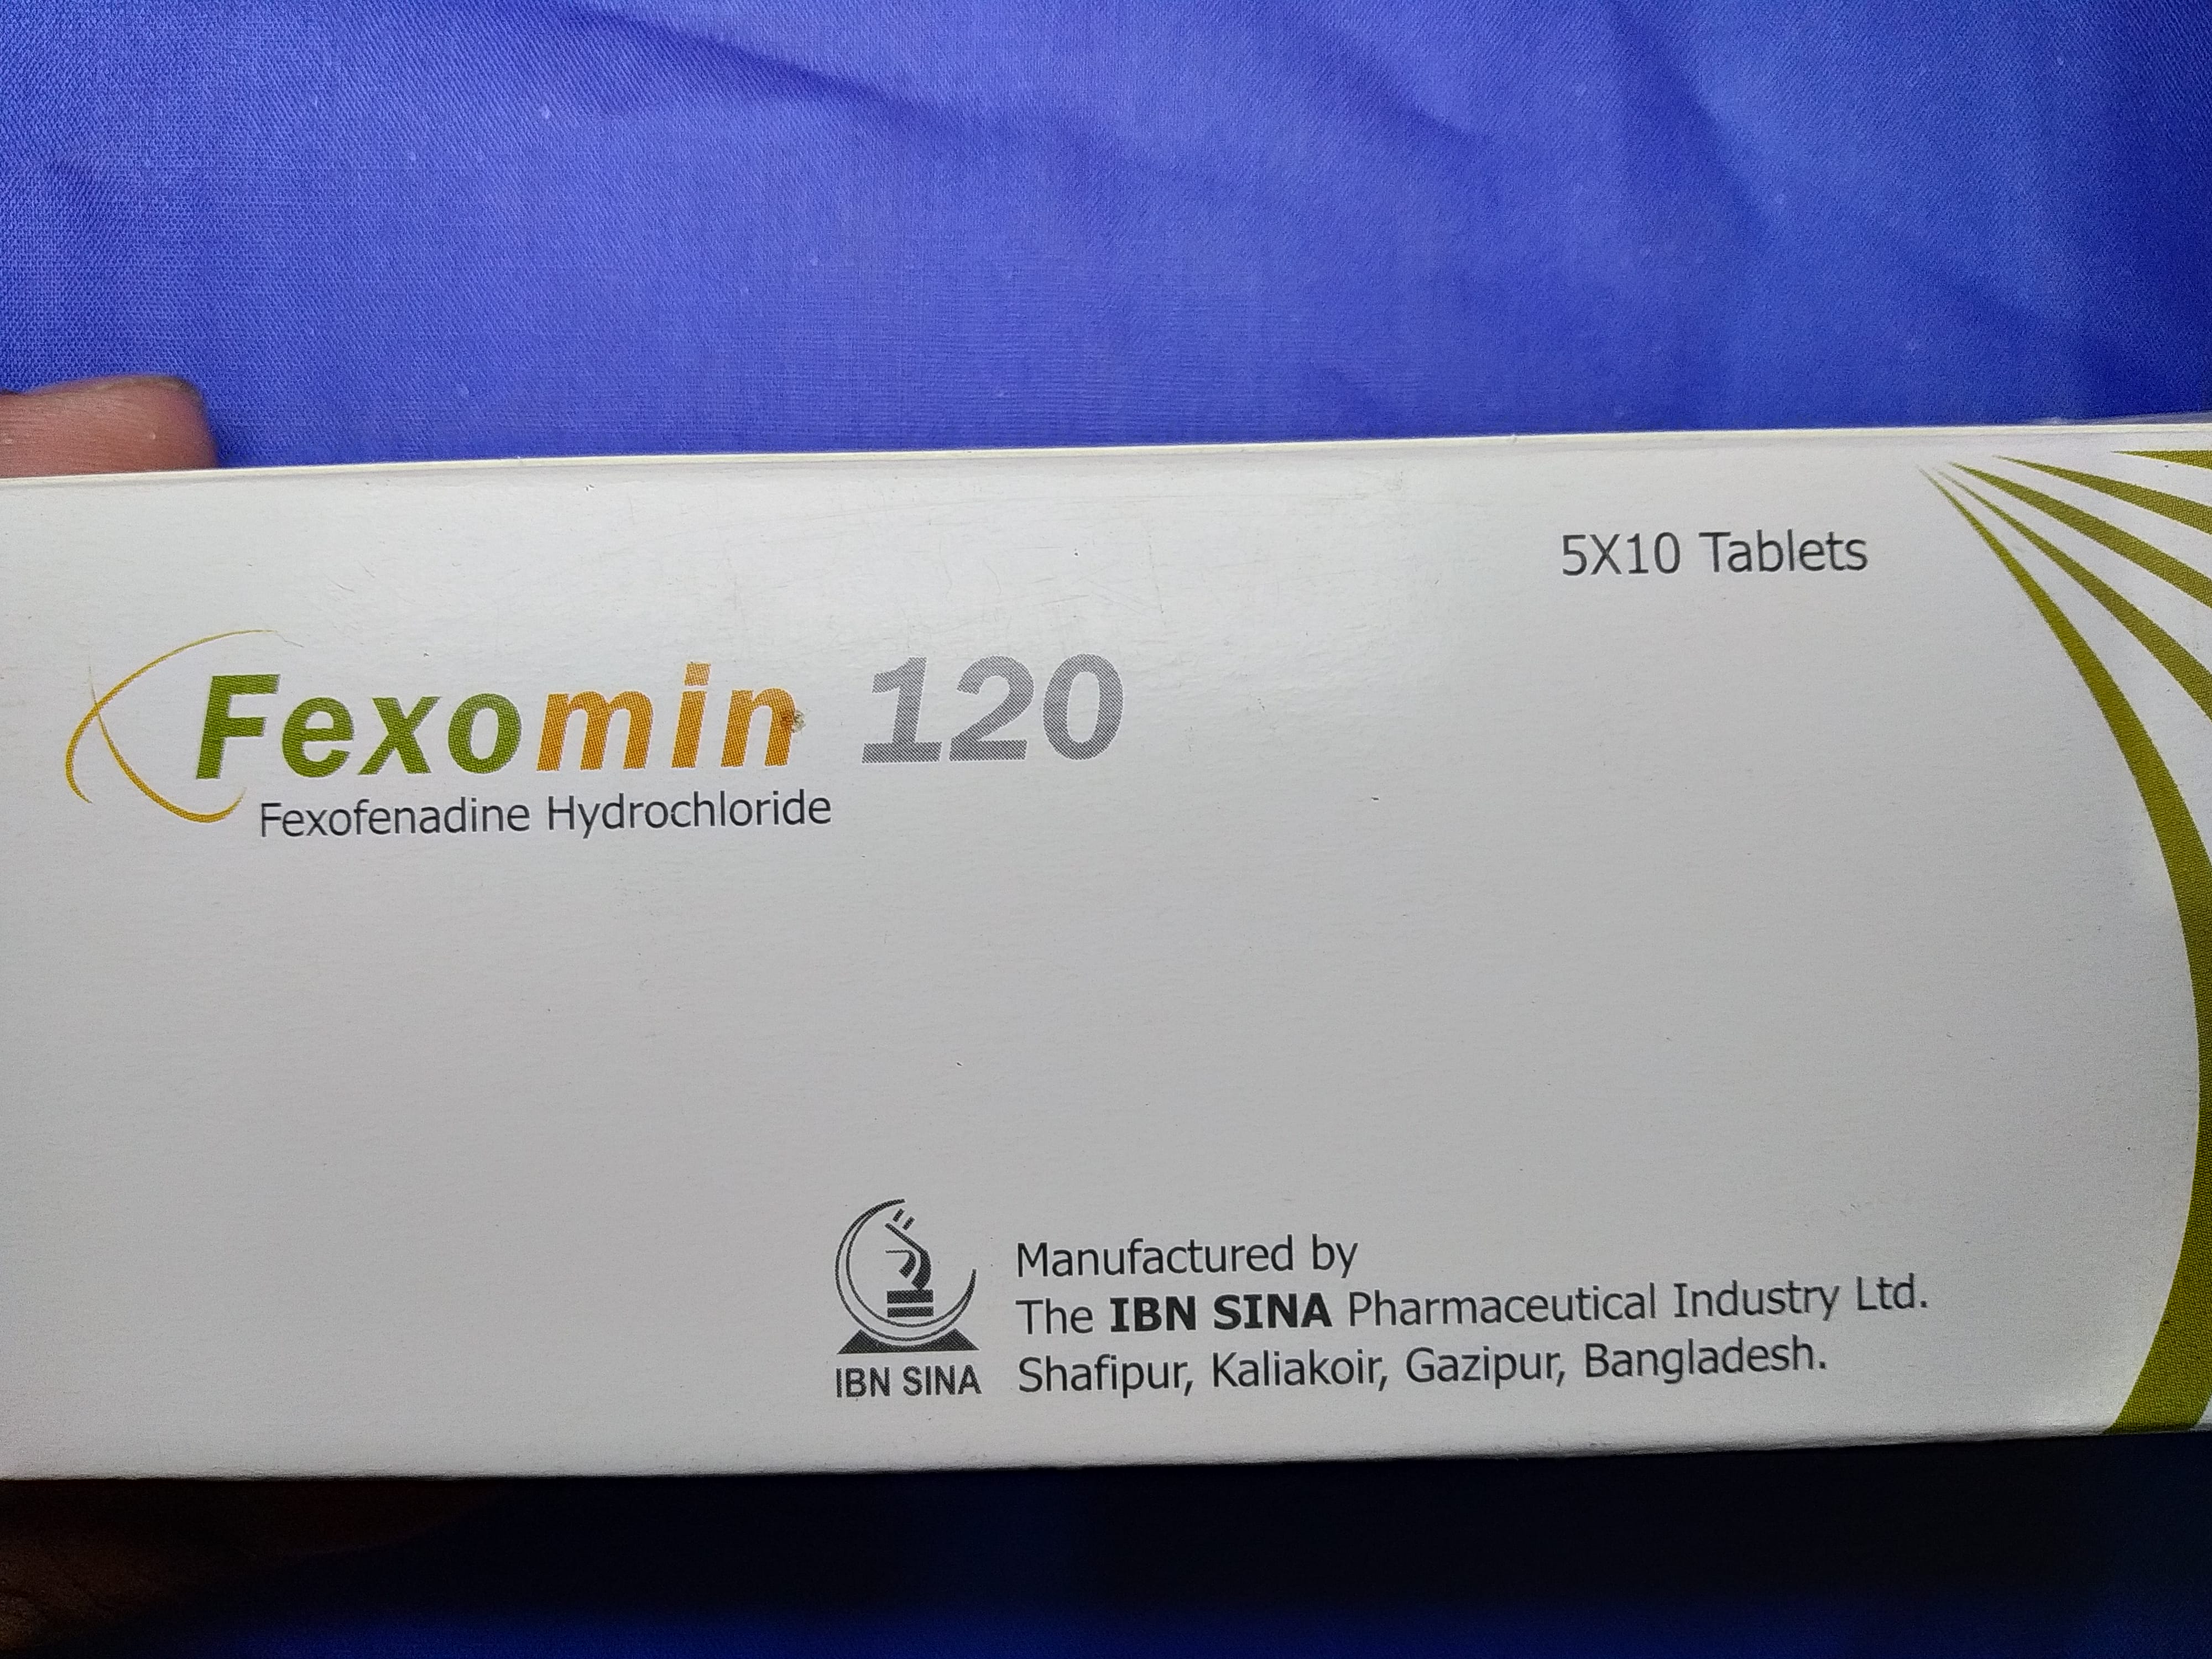 5X10 Tablets
Fexomin 120
Fexofenadine Hydrochloride
IBN SINA
Manufactured by
The IBN SINA Pharmaceutical Industry Ltd.
Shafipur, Kaliakoir, Gazipur, Bangladesh.